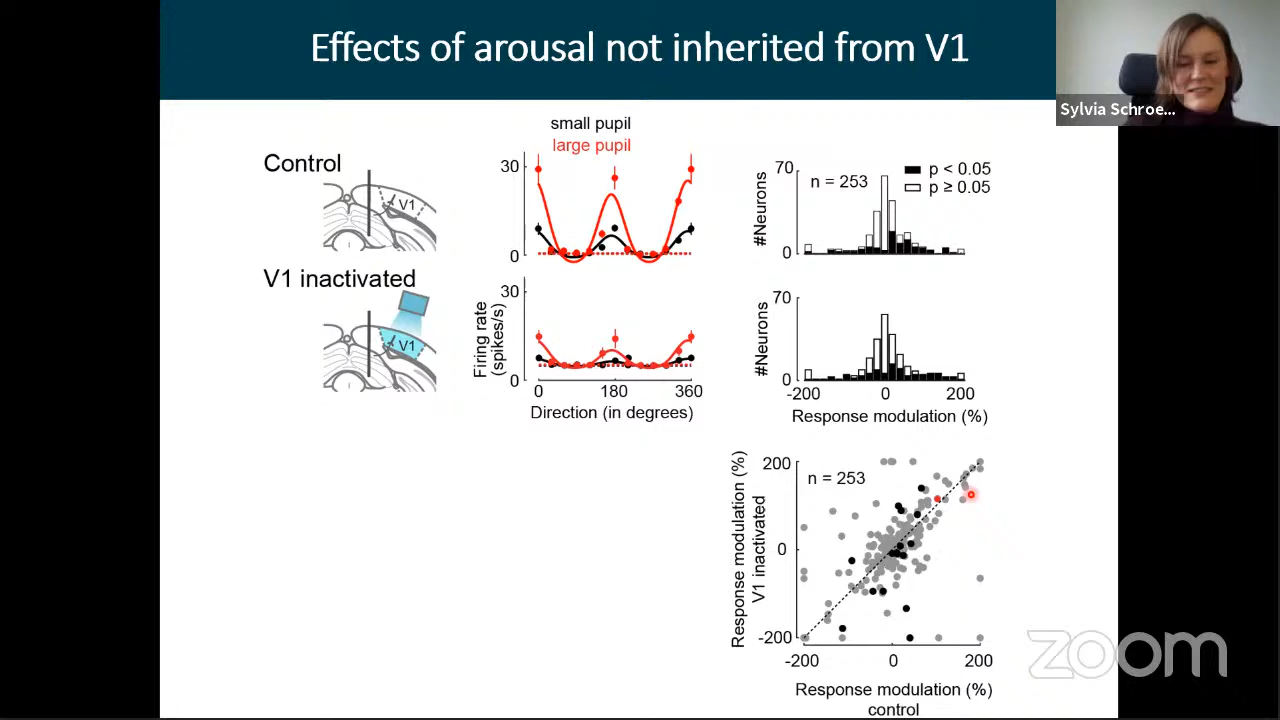 Effects of arousal not inherited from V1
Sylvia Schroe...
Control
V1
V1 inactivated
V1
small pupil
large pupil
30
0
30
0
Firing rate
(spikes/s)
0 180 360
Direction (in degrees)
70
0
#Neurons
n = 253
p < 0.05
p ≥ 0.05
70
0
#Neurons
-200 0 200
Response modulation (%)
200
0
-200
Response modulation (%)
V1 inactivated
n = 253
-200 0 200
Response modulation (%)
control
zoom